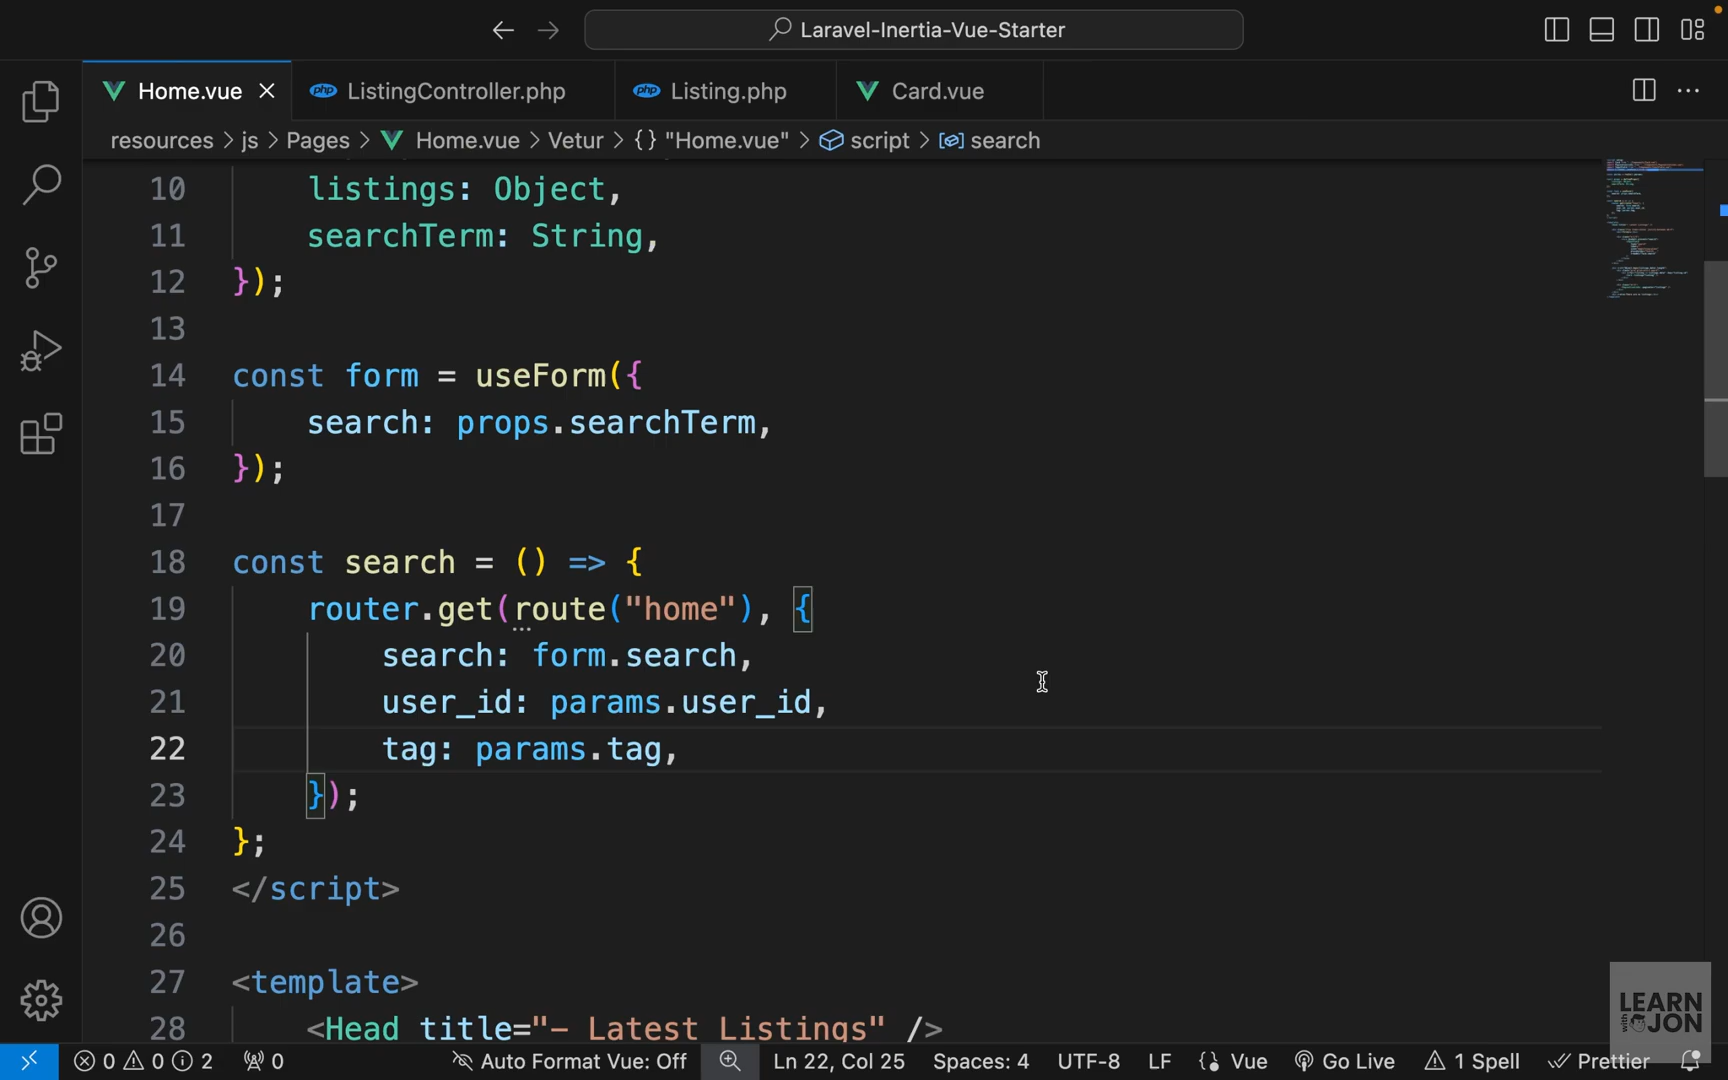 Laravel-Inertia-Vue-Starter
Home.vue
php ListingController.php
php Listing.php
Card.vue
resources > js > Pages > Home.vue > Vetur > {} "Home.vue" > script > search
10 listings: Object,
11 searchTerm: String,
12 });
13
14 const form = useForm({
15 search: props.searchTerm,
16 });
17
18 const search = () => {
19 router.get(route("home"), {
20 search: form.search,
21 user_id: params.user_id,
22 tag: params.tag,
23 });
24 };
25 </script>
26
27 <template>
28 <Head title="- Latest Listings" />
LEARN
with
JON
0 0 2 0 Auto Format Vue: Off Ln 22, Col 25 Spaces: 4 UTF-8 LF {} Vue Go Live 1 Spell Prettier